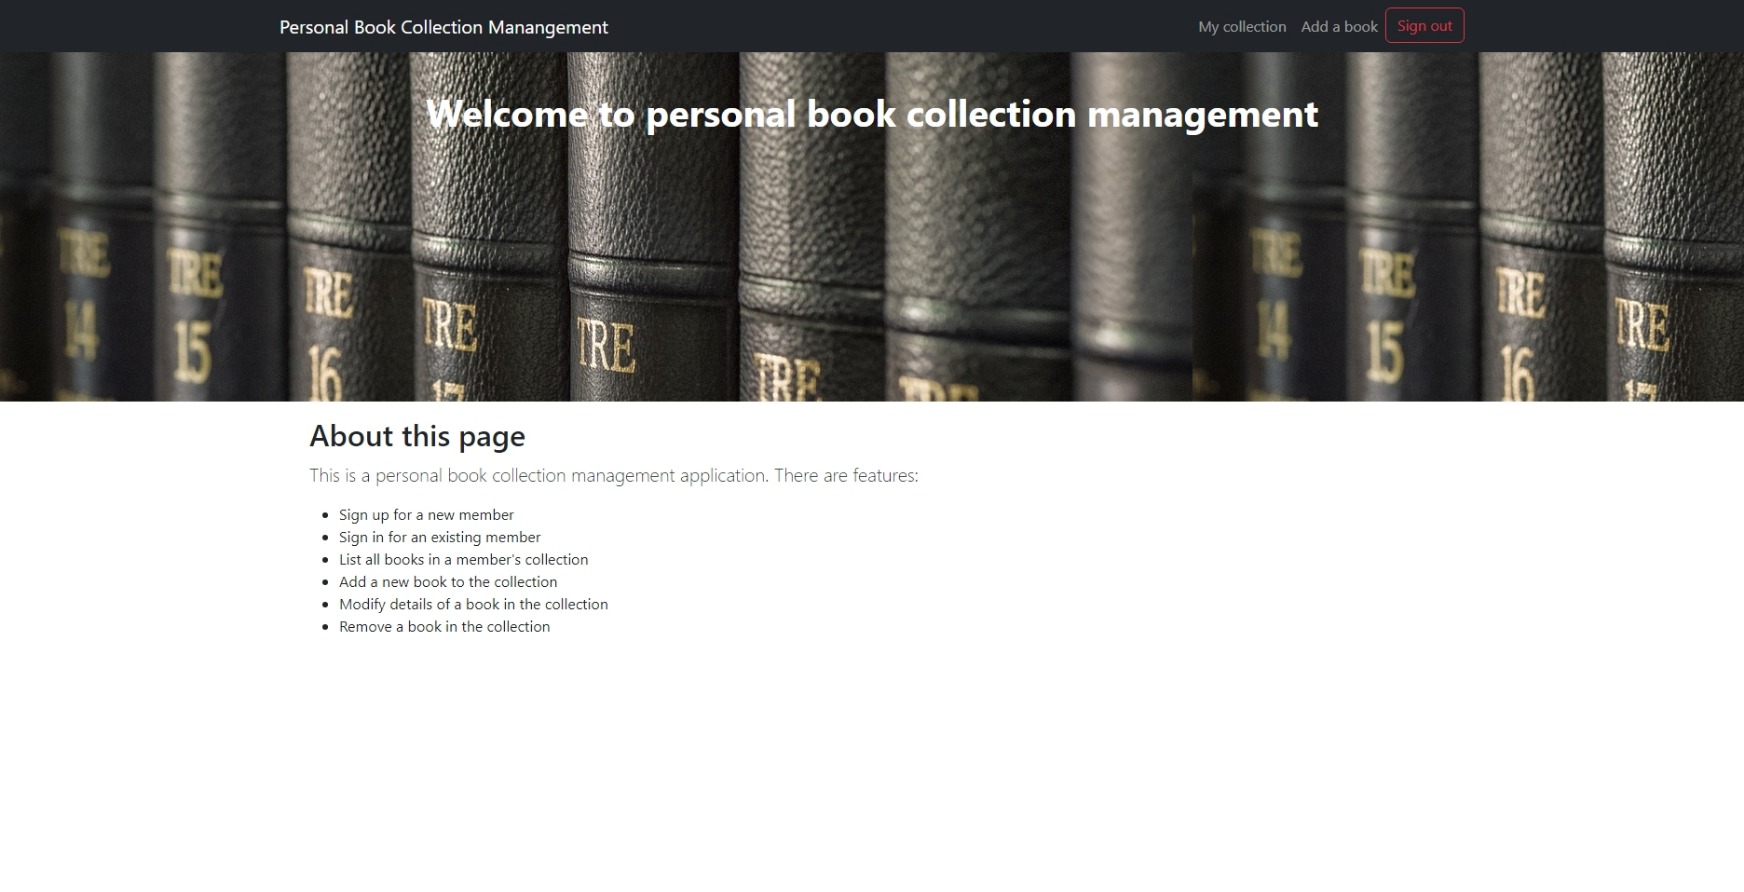 Personal Book Collection Manangement
My collection Add a book Sign out
Welcome to personal book collection management
TRE TRE TRE TRE TRE TRE TRE TRE TRE TRE TRE
14 15 16 17 14 15 16 17
About this page
This is a personal book collection management application. There are features:
Sign up for a new member
Sign in for an existing member
List all books in a member's collection
Add a new book to the collection
Modify details of a book in the collection
Remove a book in the collection